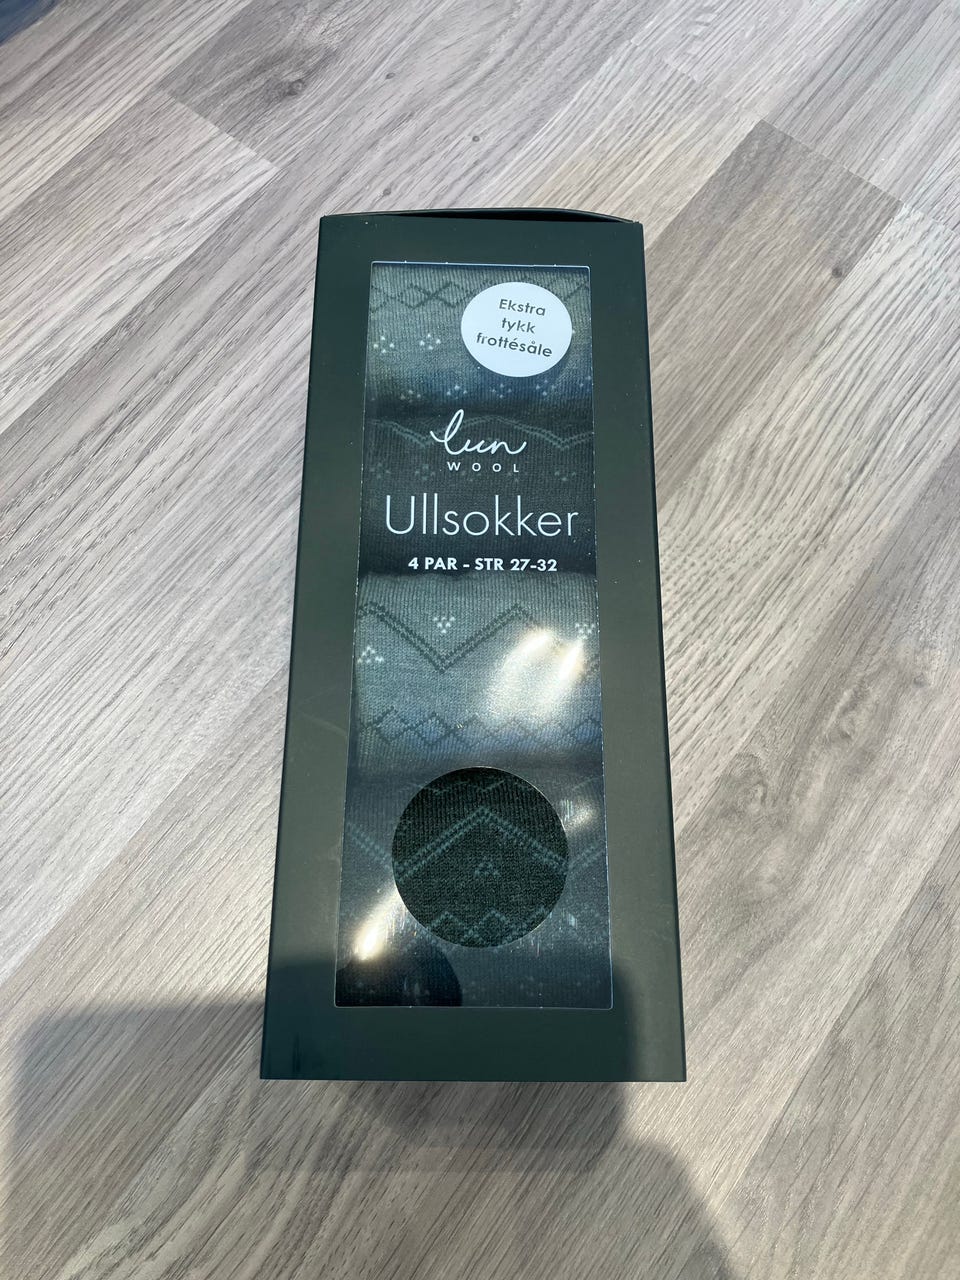 Ekstra
tykk
frottésåle
lun
WOOL
Ullsokker
4 PAR - STR 27-32